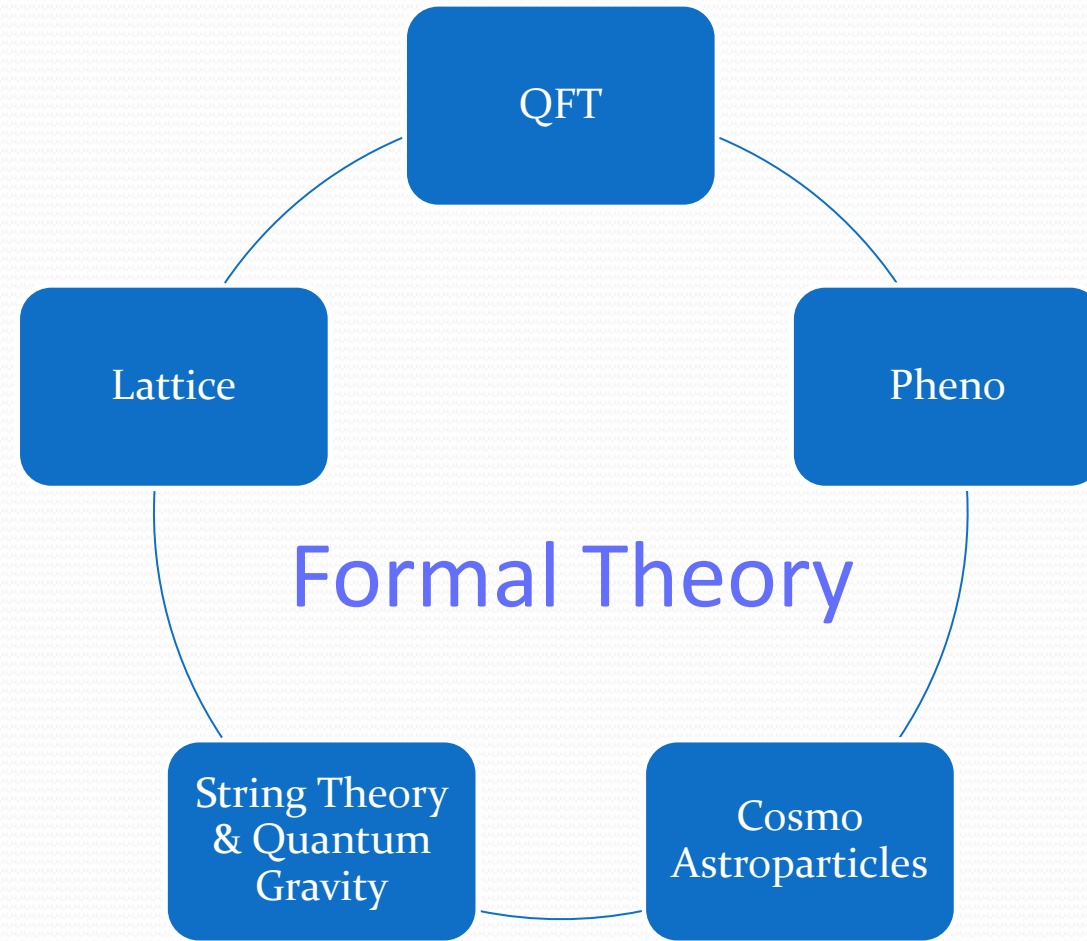 QFT
Lattice
Pheno
Formal Theory
String Theory
& Quantum
Gravity
Cosmo
Astroparticles